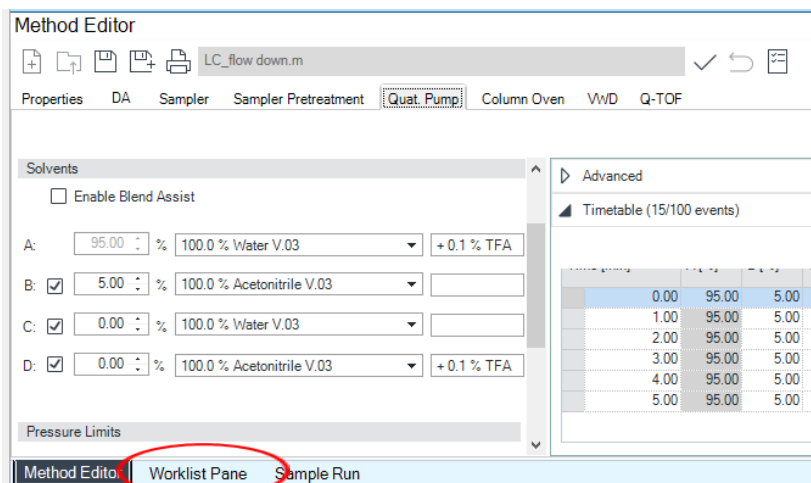 Method Editor
LC_flow down.m
Properties DA Sampler Sampler Pretreatment Quat. Pump Column Oven VWD Q-TOF
Solvents
Enable Blend Assist
A: 95.00 % 100.0 % Water V.03 + 0.1 % TFA
B: 5.00 % 100.0 % Acetonitrile V.03
C: 0.00 % 100.0 % Water V.03
D: 0.00 % 100.0 % Acetonitrile V.03 + 0.1 % TFA
Pressure Limits
Advanced
Timetable (15/100 events)
0.00 95.00 5.00
1.00 95.00 5.00
2.00 95.00 5.00
3.00 95.00 5.00
4.00 95.00 5.00
5.00 95.00 5.00
Method Editor Worklist Pane Sample Run